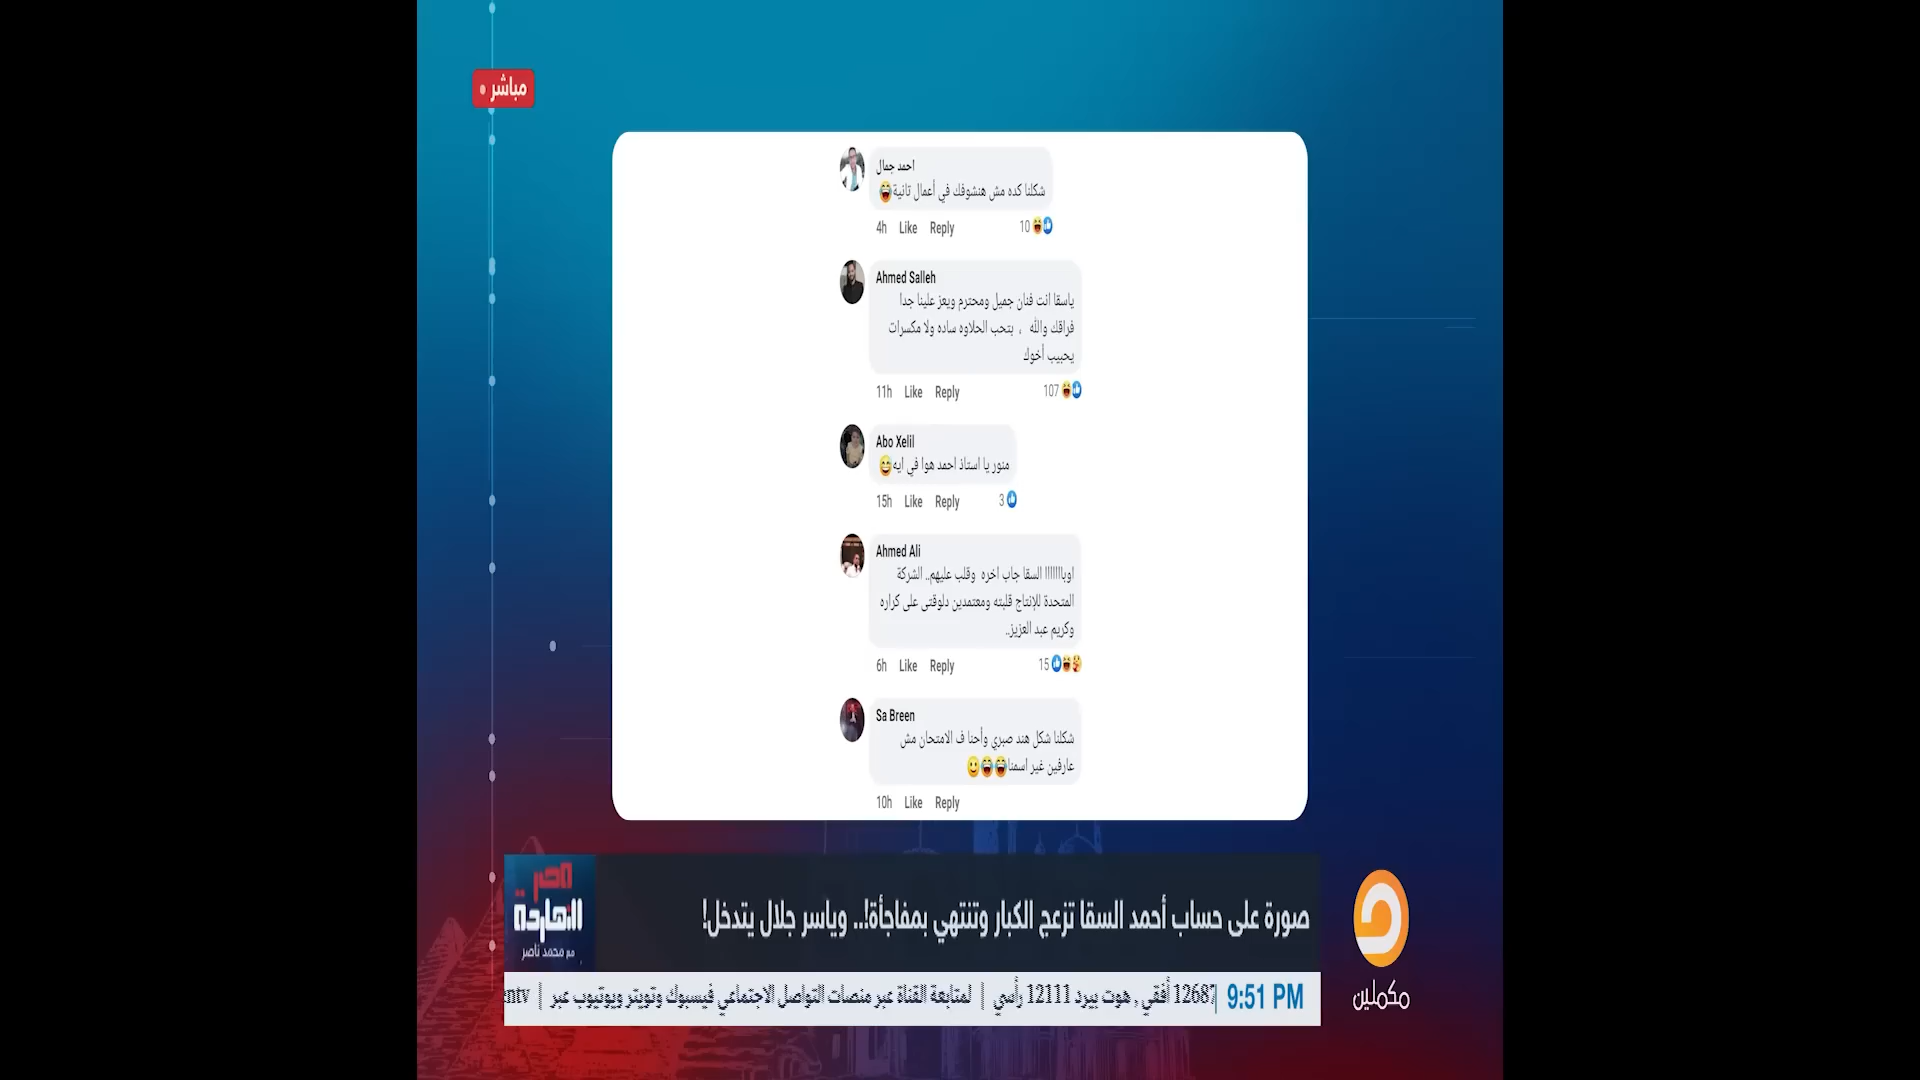 مباشر
احمد جمال
شكلنا كده مش هنشوفك في أعمال تانية😂
4h Like Reply 10
Ahmed Salleh
ياسقا انت فنان جميل ومحترم ويعز علينا جدا
فراقك والله ، بتحب الحلاوه ساده ولا مكسرات
يحبيب أخوك
11h Like Reply 107
Abo Xelil
منور يا استاذ احمد هوا في ايه😅
15h Like Reply 3
Ahmed Ali
اوبااااااا السقا جاب اخره وقلب عليهم.. الشركة
المتحدة للإنتاج قلبته ومعتمدين دلوقتى على كراره
وكريم عبد العزيز..
6h Like Reply 15
Sa Breen
شكلنا شكل هند صبري وأحنا ف الامتحان مش
عارفين غير اسمنا😂😂🙂
10h Like Reply
مصر
النهاردة
مع محمد ناصر
صورة على حساب أحمد السقا تزعج الكبار وتنتهي بمفاجأة!.. وياسر جلال يتدخل!
9:51 PM
12687 أفقي , هوت بيرد 12111 رأسي | لمتابعة القناة عبر منصات التواصل الاجتماعي فيسبوك وتويتر ويوتيوب عبر |
مكملين